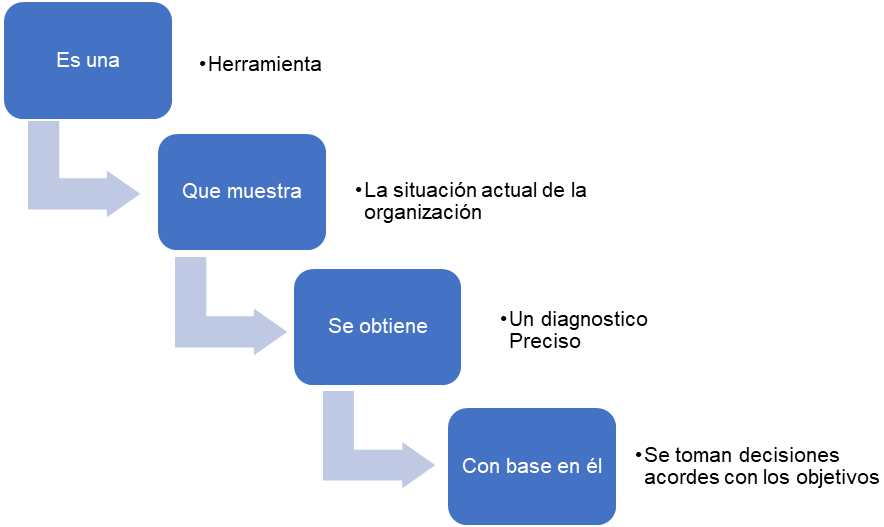 Es una
•Herramienta
Que muestra
•La situación actual de la
organización
Se obtiene
•Un diagnostico
Preciso
Con base en él
•Se toman decisiones
acordes con los objetivos